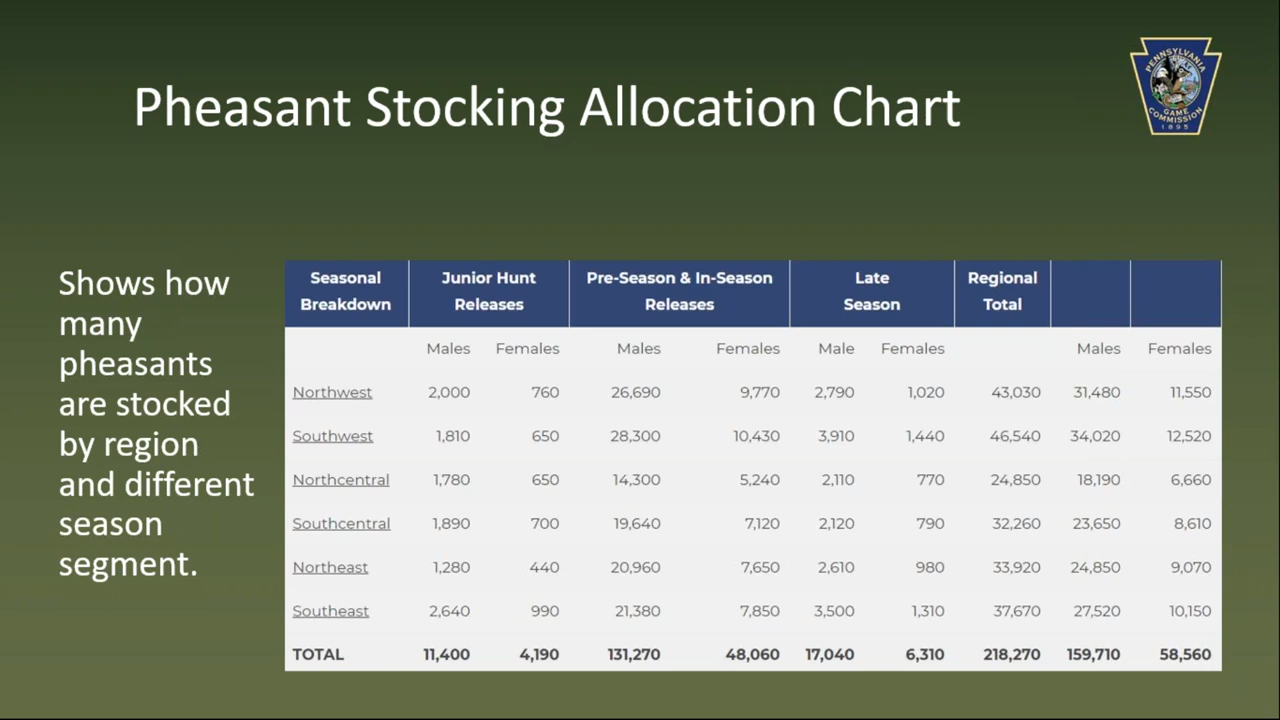 Pheasant Stocking Allocation Chart
PENNSYLVANIA
GAME
COMMISSION
1895
Shows how
many
pheasants
are stocked
by region
and different
season
segment.
Seasonal Breakdown Junior Hunt Releases Pre-Season & In-Season Releases Late Season Regional Total
Males Females Males Females Male Females Males Females
Northwest 2,000 760 26,690 9,770 2,790 1,020 43,030 31,480 11,550
Southwest 1,810 650 28,300 10,430 3,910 1,440 46,540 34,020 12,520
Northcentral 1,780 650 14,300 5,240 2,110 770 24,850 18,190 6,660
Southcentral 1,890 700 19,640 7,120 2,120 790 32,260 23,650 8,610
Northeast 1,280 440 20,960 7,650 2,610 980 33,920 24,850 9,070
Southeast 2,640 990 21,380 7,850 3,500 1,310 37,670 27,520 10,150
TOTAL 11,400 4,190 131,270 48,060 17,040 6,310 218,270 159,710 58,560